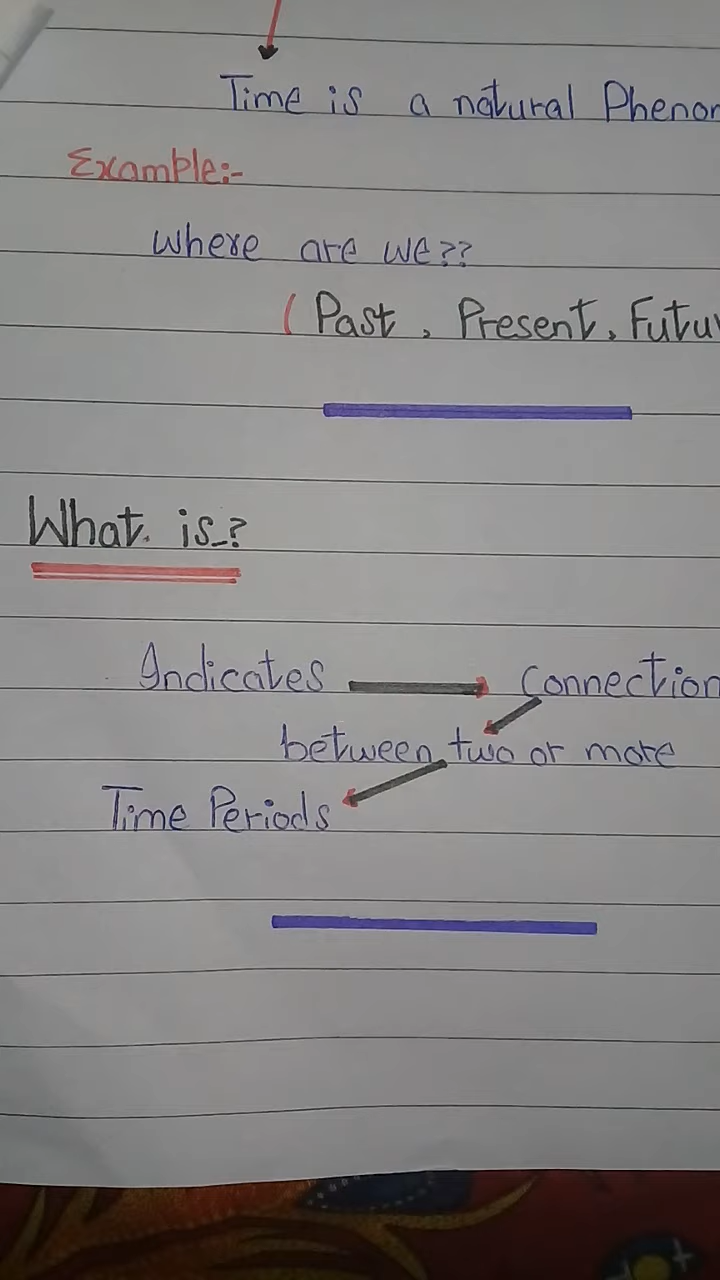 Time is a natural Phenom
Example:-
where are we??
( Past, Present, Futu
What is ?
Indicates Connection
between two or more
Time Periods